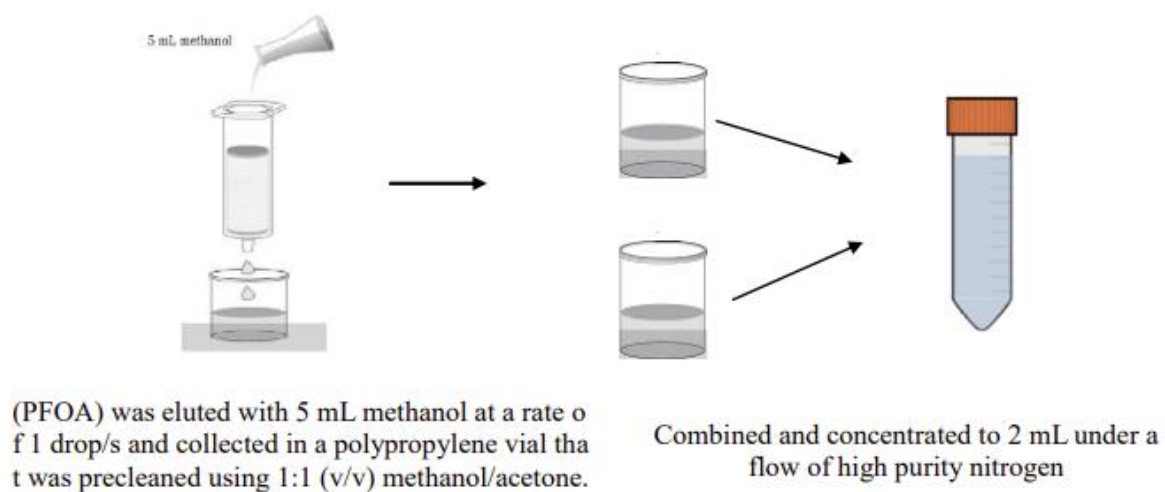 5 mL methanol
(PFOA) was eluted with 5 mL methanol at a rate o
f 1 drop/s and collected in a polypropylene vial tha
t was precleaned using 1:1 (v/v) methanol/acetone.
Combined and concentrated to 2 mL under a
flow of high purity nitrogen